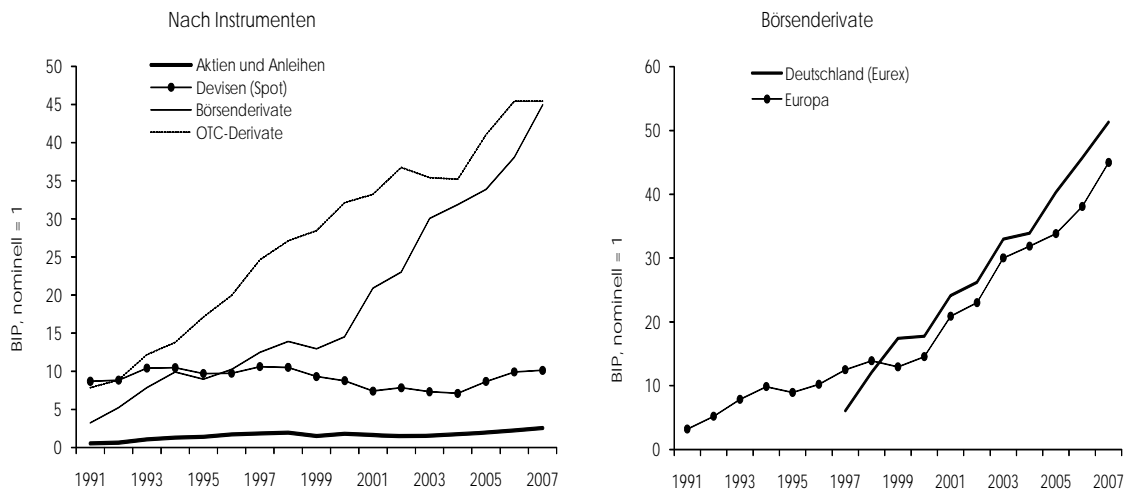 Nach Instrumenten
Aktien und Anleihen
Devisen (Spot)
Börsenderivate
OTC-Derivate
50
45
40
35
30
25
20
15
10
5
0
BIP, nominell = 1
1991 1993 1995 1997 1999 2001 2003 2005 2007
Börsenderivate
Deutschland (Eurex)
Europa
60
50
40
30
20
10
0
BIP, nominell = 1
1991 1993 1995 1997 1999 2001 2003 2005 2007